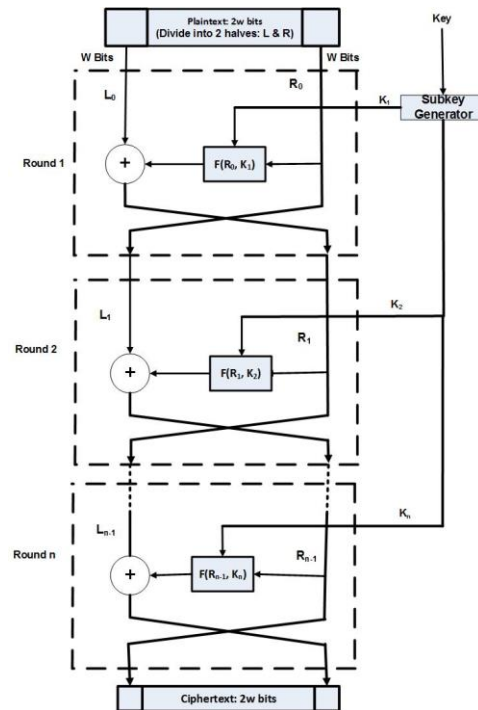 Plaintext: 2w bits
(Divide into 2 halves: L & R)
Key
W Bits
W Bits
L₀
R₀
K₁
Subkey
Generator
Round 1
+
F(R₀, K₁)
L₁
R₁
K₂
Round 2
+
F(R₁, K₂)
Lₙ₋₁
Rₙ₋₁
Kₙ
Round n
+
F(Rₙ₋₁, Kₙ)
Ciphertext: 2w bits